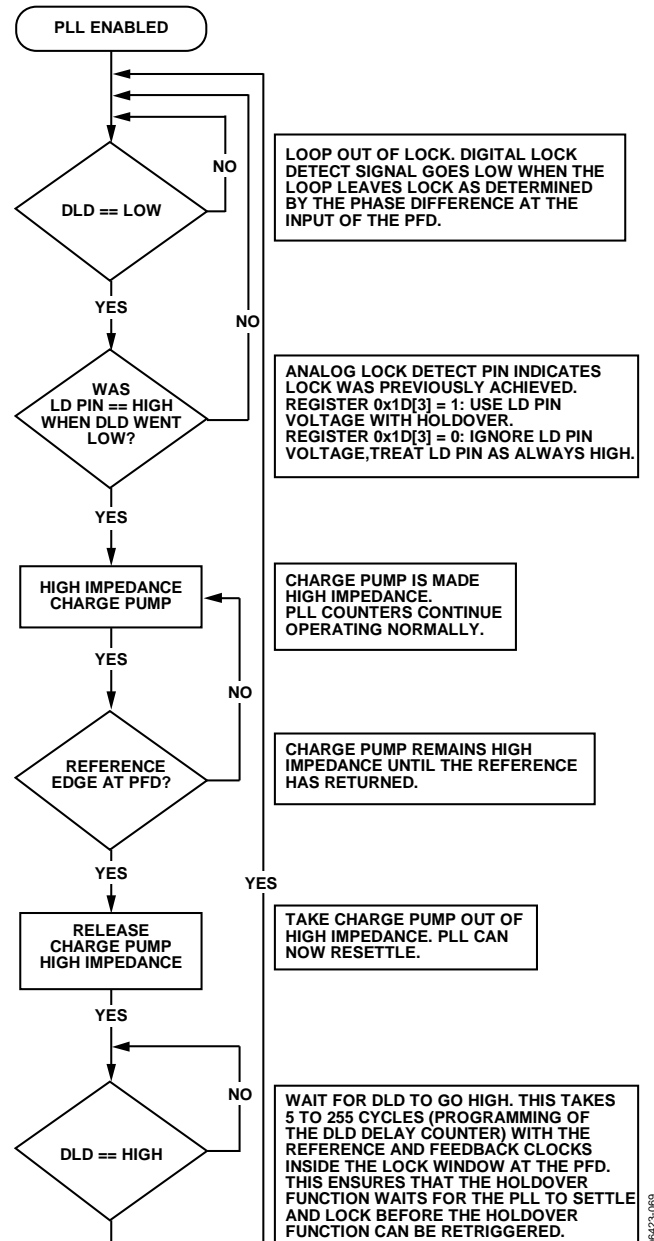 PLL ENABLED
NO
DLD == LOW
LOOP OUT OF LOCK. DIGITAL LOCK
DETECT SIGNAL GOES LOW WHEN THE
LOOP LEAVES LOCK AS DETERMINED
BY THE PHASE DIFFERENCE AT THE
INPUT OF THE PFD.
YES
NO
WAS
LD PIN == HIGH
WHEN DLD WENT
LOW?
ANALOG LOCK DETECT PIN INDICATES
LOCK WAS PREVIOUSLY ACHIEVED.
REGISTER 0x1D[3] = 1: USE LD PIN
VOLTAGE WITH HOLDOVER.
REGISTER 0x1D[3] = 0: IGNORE LD PIN
VOLTAGE,TREAT LD PIN AS ALWAYS HIGH.
YES
HIGH IMPEDANCE
CHARGE PUMP
CHARGE PUMP IS MADE
HIGH IMPEDANCE.
PLL COUNTERS CONTINUE
OPERATING NORMALLY.
YES
NO
REFERENCE
EDGE AT PFD?
CHARGE PUMP REMAINS HIGH
IMPEDANCE UNTIL THE REFERENCE
HAS RETURNED.
YES
YES
RELEASE
CHARGE PUMP
HIGH IMPEDANCE
TAKE CHARGE PUMP OUT OF
HIGH IMPEDANCE. PLL CAN
NOW RESETTLE.
YES
NO
DLD == HIGH
WAIT FOR DLD TO GO HIGH. THIS TAKES
5 TO 255 CYCLES (PROGRAMMING OF
THE DLD DELAY COUNTER) WITH THE
REFERENCE AND FEEDBACK CLOCKS
INSIDE THE LOCK WINDOW AT THE PFD.
THIS ENSURES THAT THE HOLDOVER
FUNCTION WAITS FOR THE PLL TO SETTLE
AND LOCK BEFORE THE HOLDOVER
FUNCTION CAN BE RETRIGGERED.